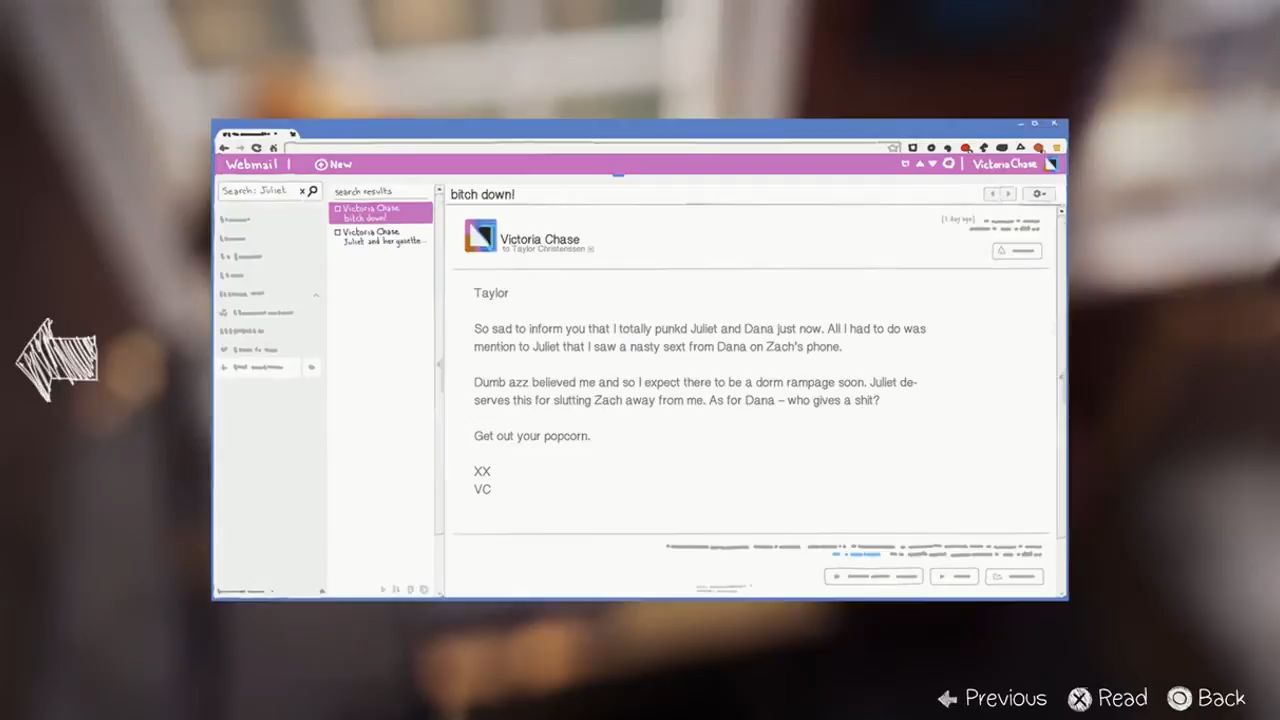 Webmail | New
Victoria Chase
Search: Juliet x
search results
Victoria Chase
bitch down!
Victoria Chase
Juliet and her gazette...
bitch down!
Victoria Chase
to Taylor Christenssen
(1 day ago)
Taylor
So sad to inform you that I totally punkd Juliet and Dana just now. All I had to do was
mention to Juliet that I saw a nasty sext from Dana on Zach's phone.
Dumb azz believed me and so I expect there to be a dorm rampage soon. Juliet de-
serves this for slutting Zach away from me. As for Dana – who gives a shit?
Get out your popcorn.
XX
VC
Previous
Read
Back